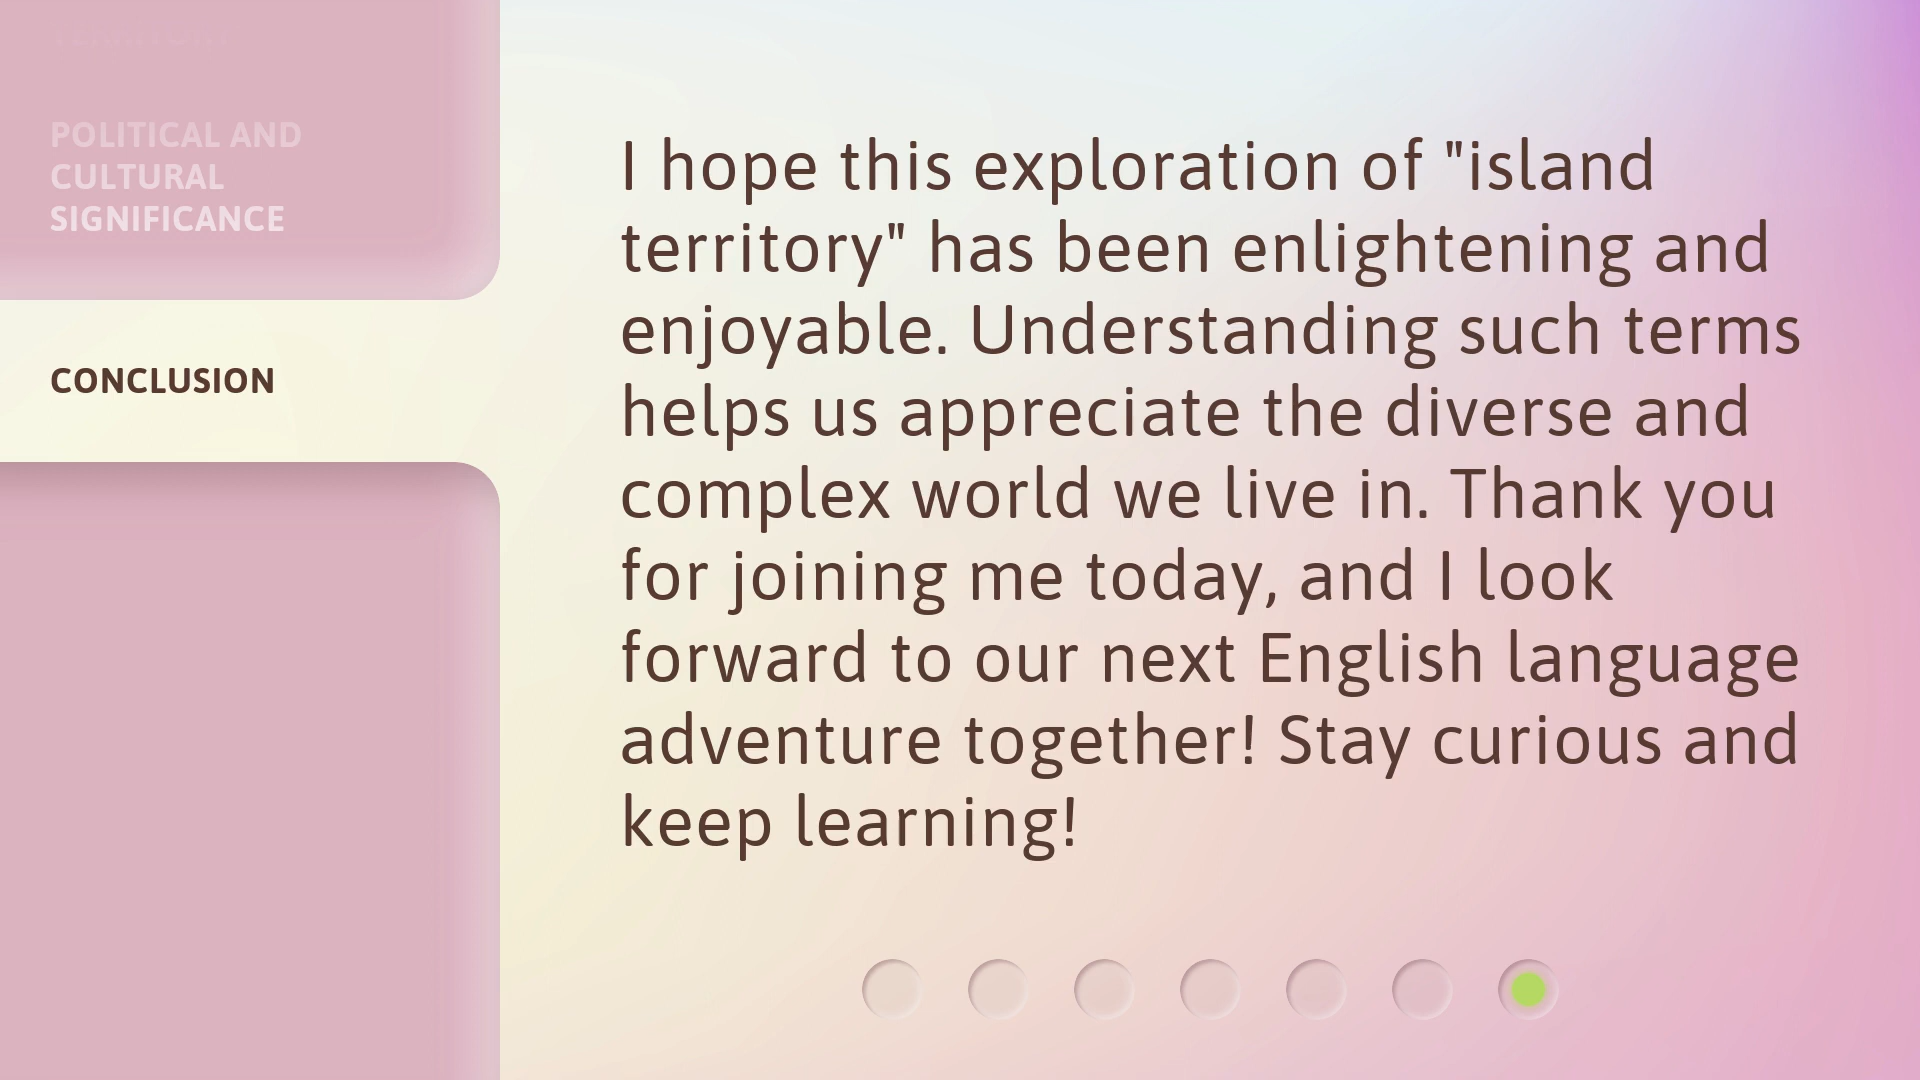 POLITICAL AND
CULTURAL
SIGNIFICANCE
CONCLUSION
I hope this exploration of "island
territory" has been enlightening and
enjoyable. Understanding such terms
helps us appreciate the diverse and
complex world we live in. Thank you
for joining me today, and I look
forward to our next English language
adventure together! Stay curious and
keep learning!